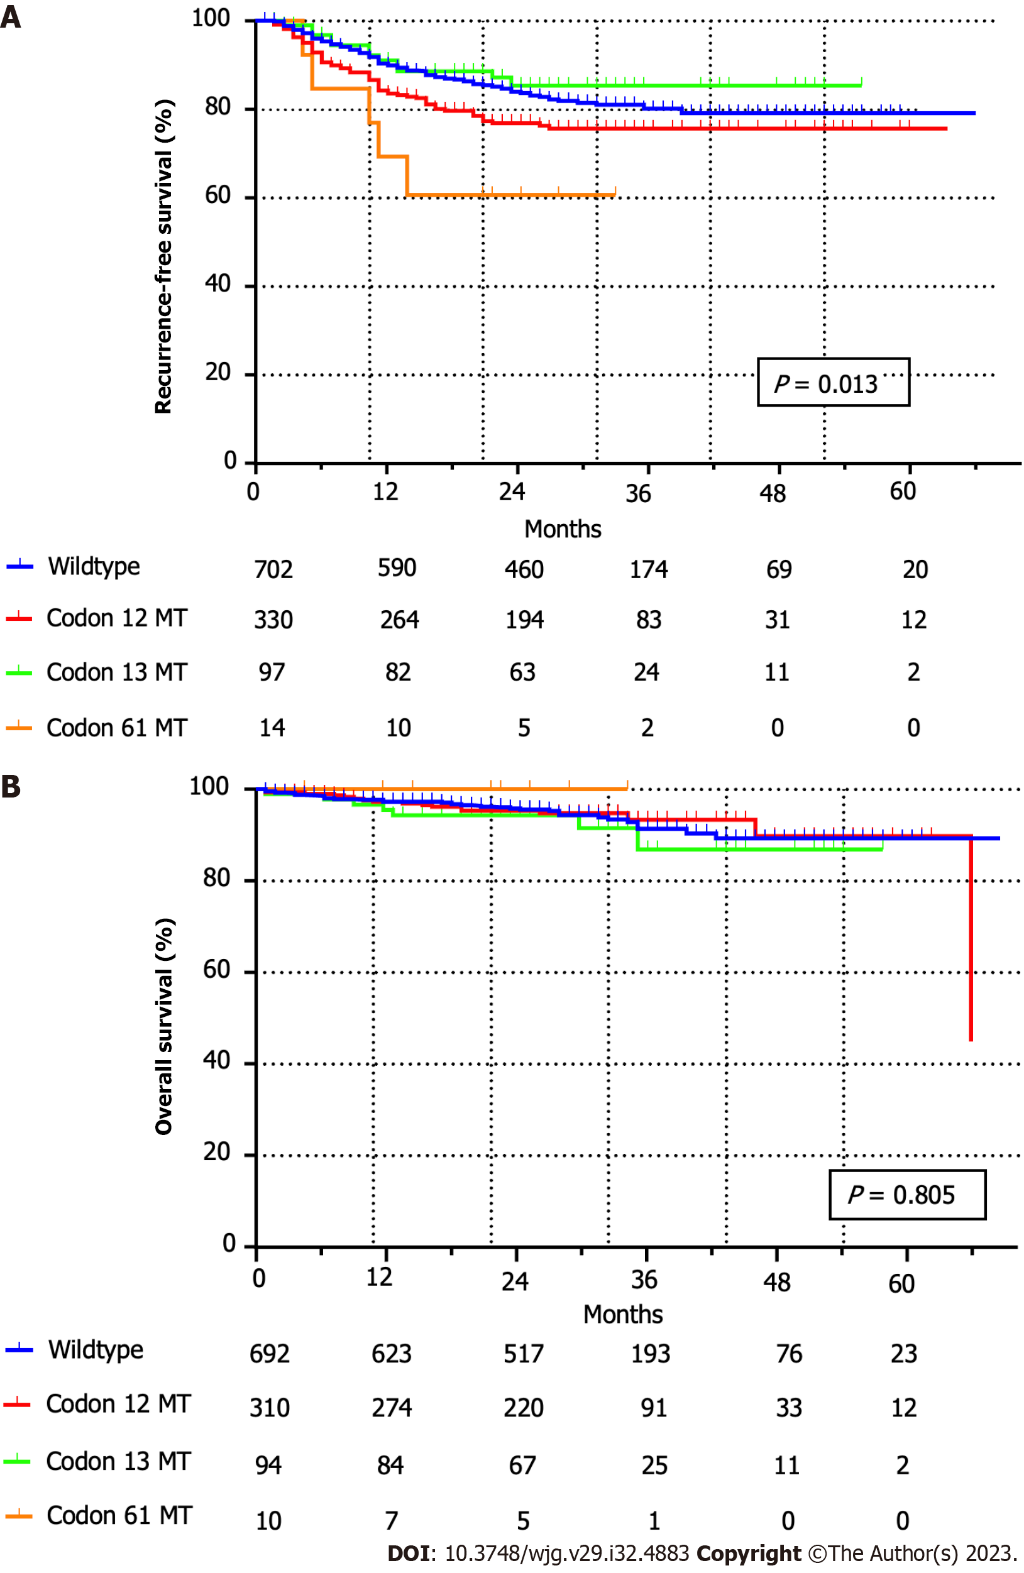 A
Recurrence-free survival (%)
100
80
60
40
20
0
P = 0.013
0 12 24 36 48 60
Months
Wildtype 702 590 460 174 69 20
Codon 12 MT 330 264 194 83 31 12
Codon 13 MT 97 82 63 24 11 2
Codon 61 MT 14 10 5 2 0 0
B
Overall survival (%)
100
80
60
40
20
0
P = 0.805
0 12 24 36 48 60
Months
Wildtype 692 623 517 193 76 23
Codon 12 MT 310 274 220 91 33 12
Codon 13 MT 94 84 67 25 11 2
Codon 61 MT 10 7 5 1 0 0
DOI: 10.3748/wjg.v29.i32.4883 Copyright ©The Author(s) 2023.